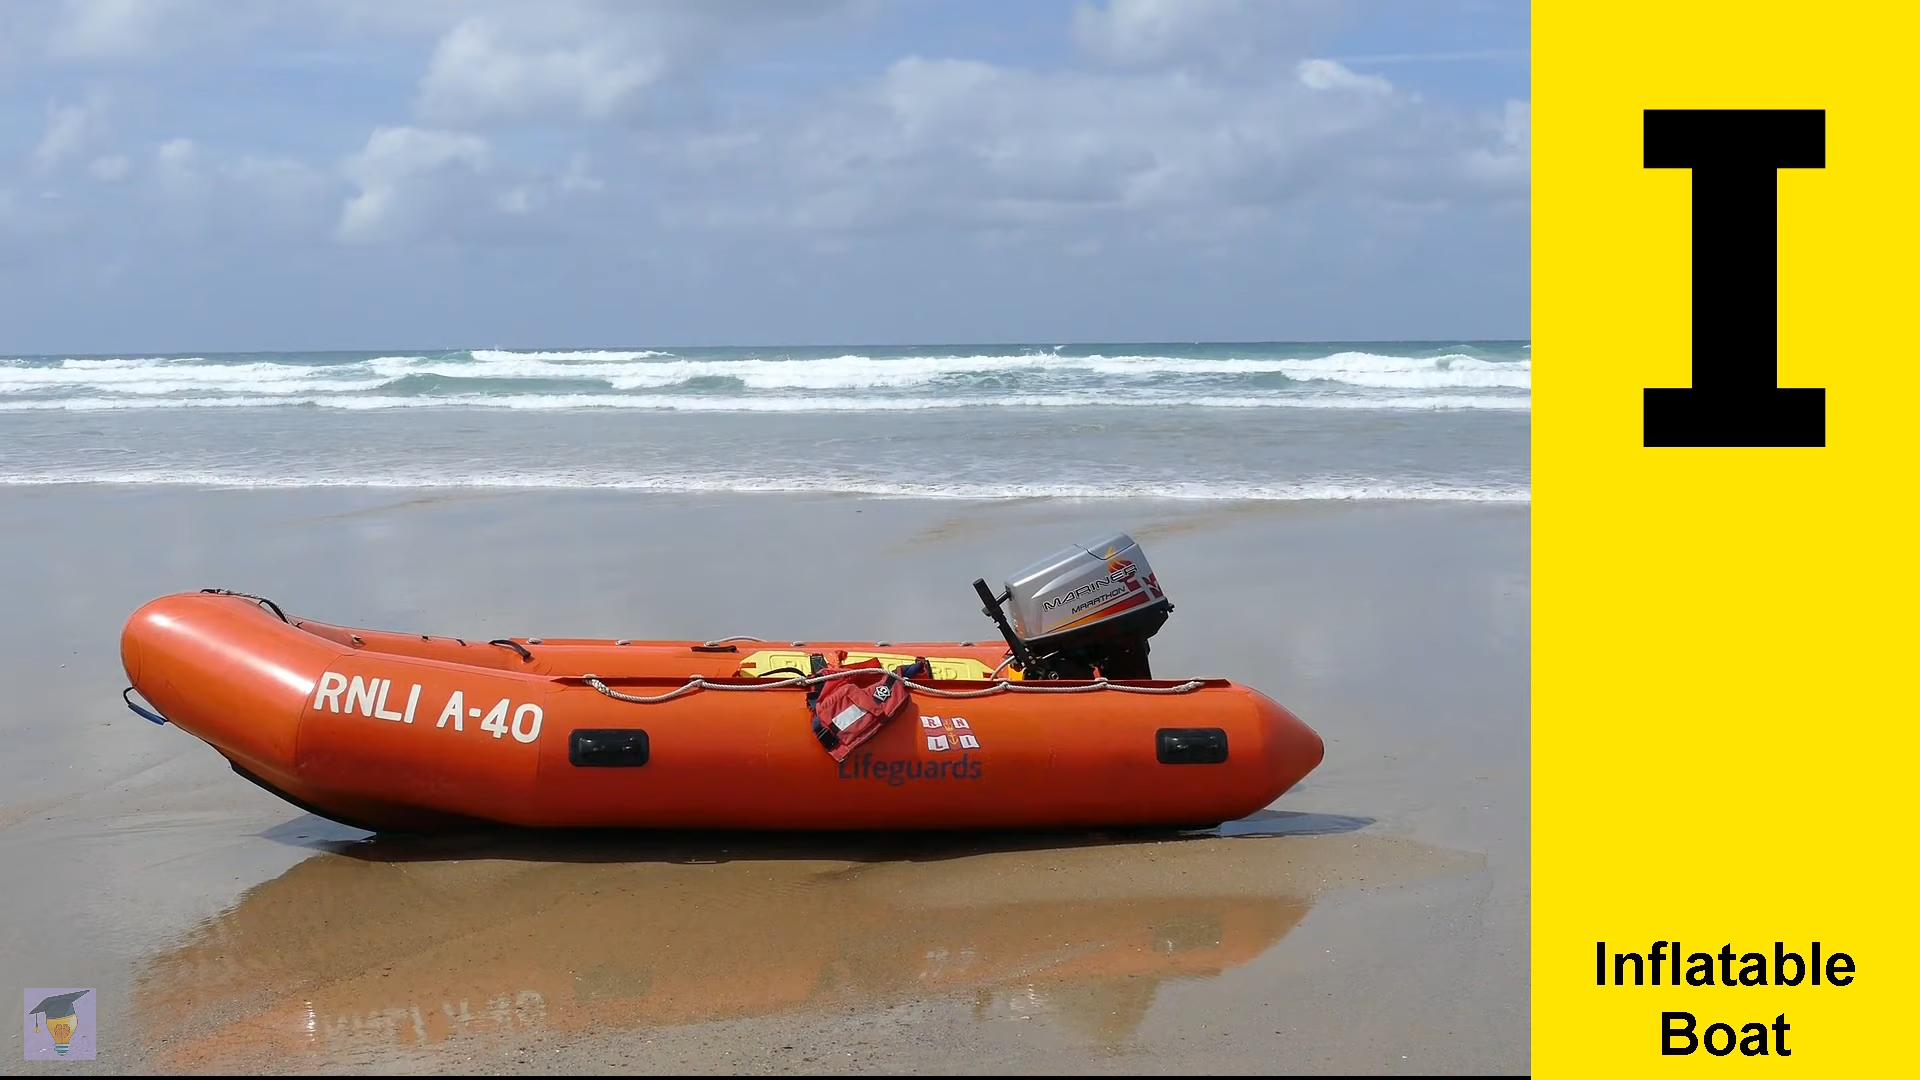 I
Inflatable
Boat
RNLI A-40
MARINER
MARATHON
R N
L I
Lifeguards